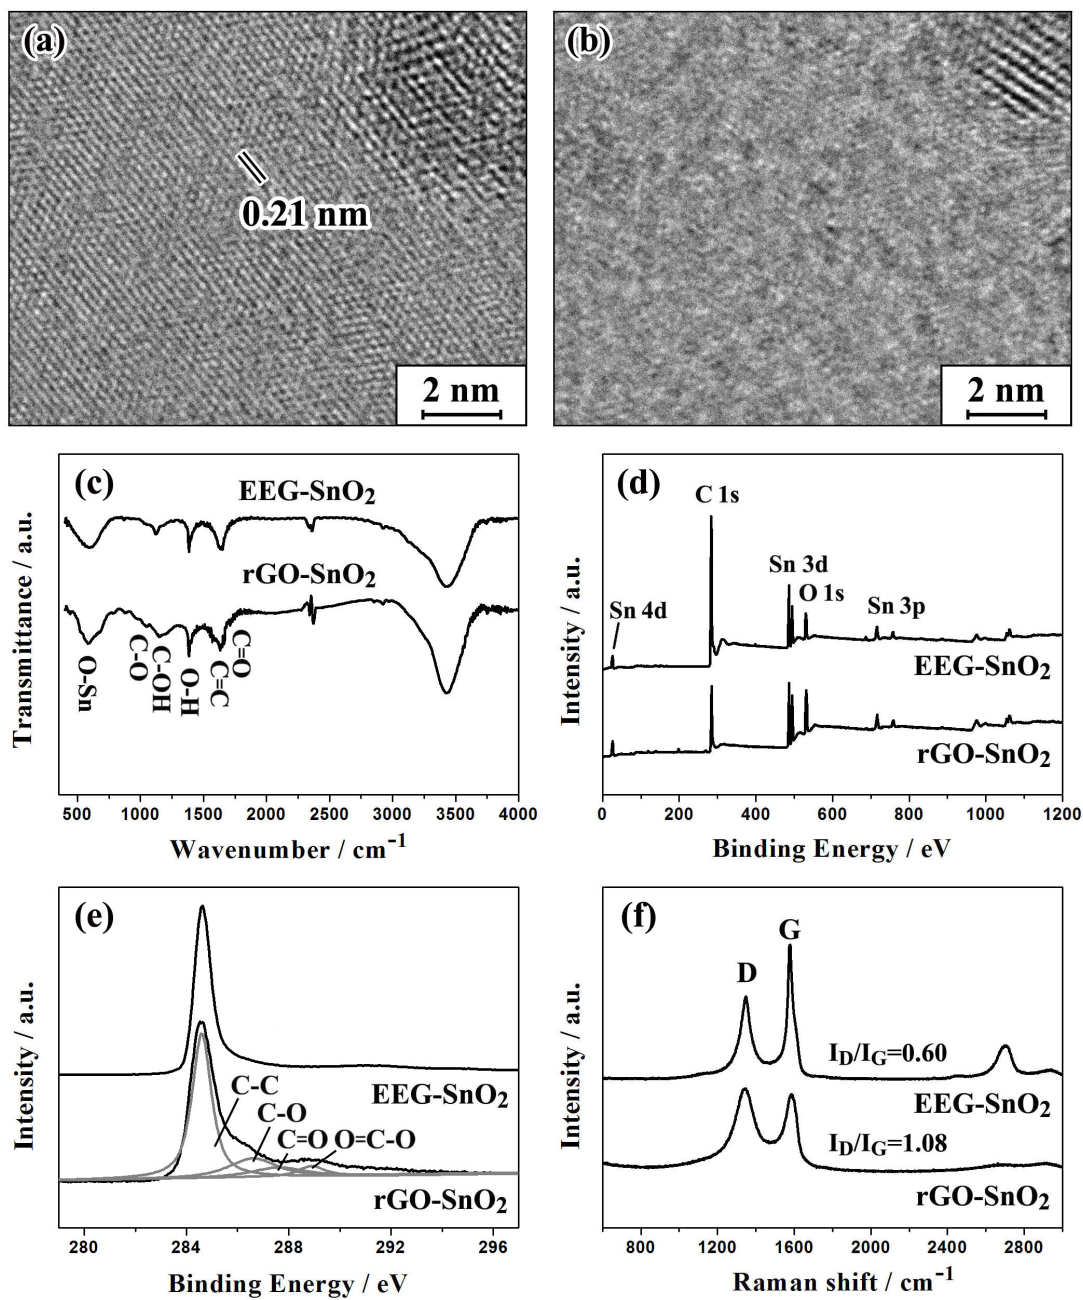 (a)
0.21 nm
2 nm
(b)
2 nm
(c)
EEG-SnO2
rGO-SnO2
O-Sn
C-O
C-OH
O-H
C=C
C=O
Transmittance / a.u.
500 1000 1500 2000 2500 3000 3500 4000
Wavenumber / cm-1
(d)
C 1s
Sn 3d
O 1s
Sn 4d
Sn 3p
EEG-SnO2
rGO-SnO2
Intensity / a.u.
0 200 400 600 800 1000 1200
Binding Energy / eV
(e)
EEG-SnO2
C-C
C-O
C=O
O=C-O
rGO-SnO2
Intensity / a.u.
280 284 288 292 296
Binding Energy / eV
(f)
G
D
ID/IG=0.60
EEG-SnO2
ID/IG=1.08
rGO-SnO2
Intensity / a.u.
800 1200 1600 2000 2400 2800
Raman shift / cm-1